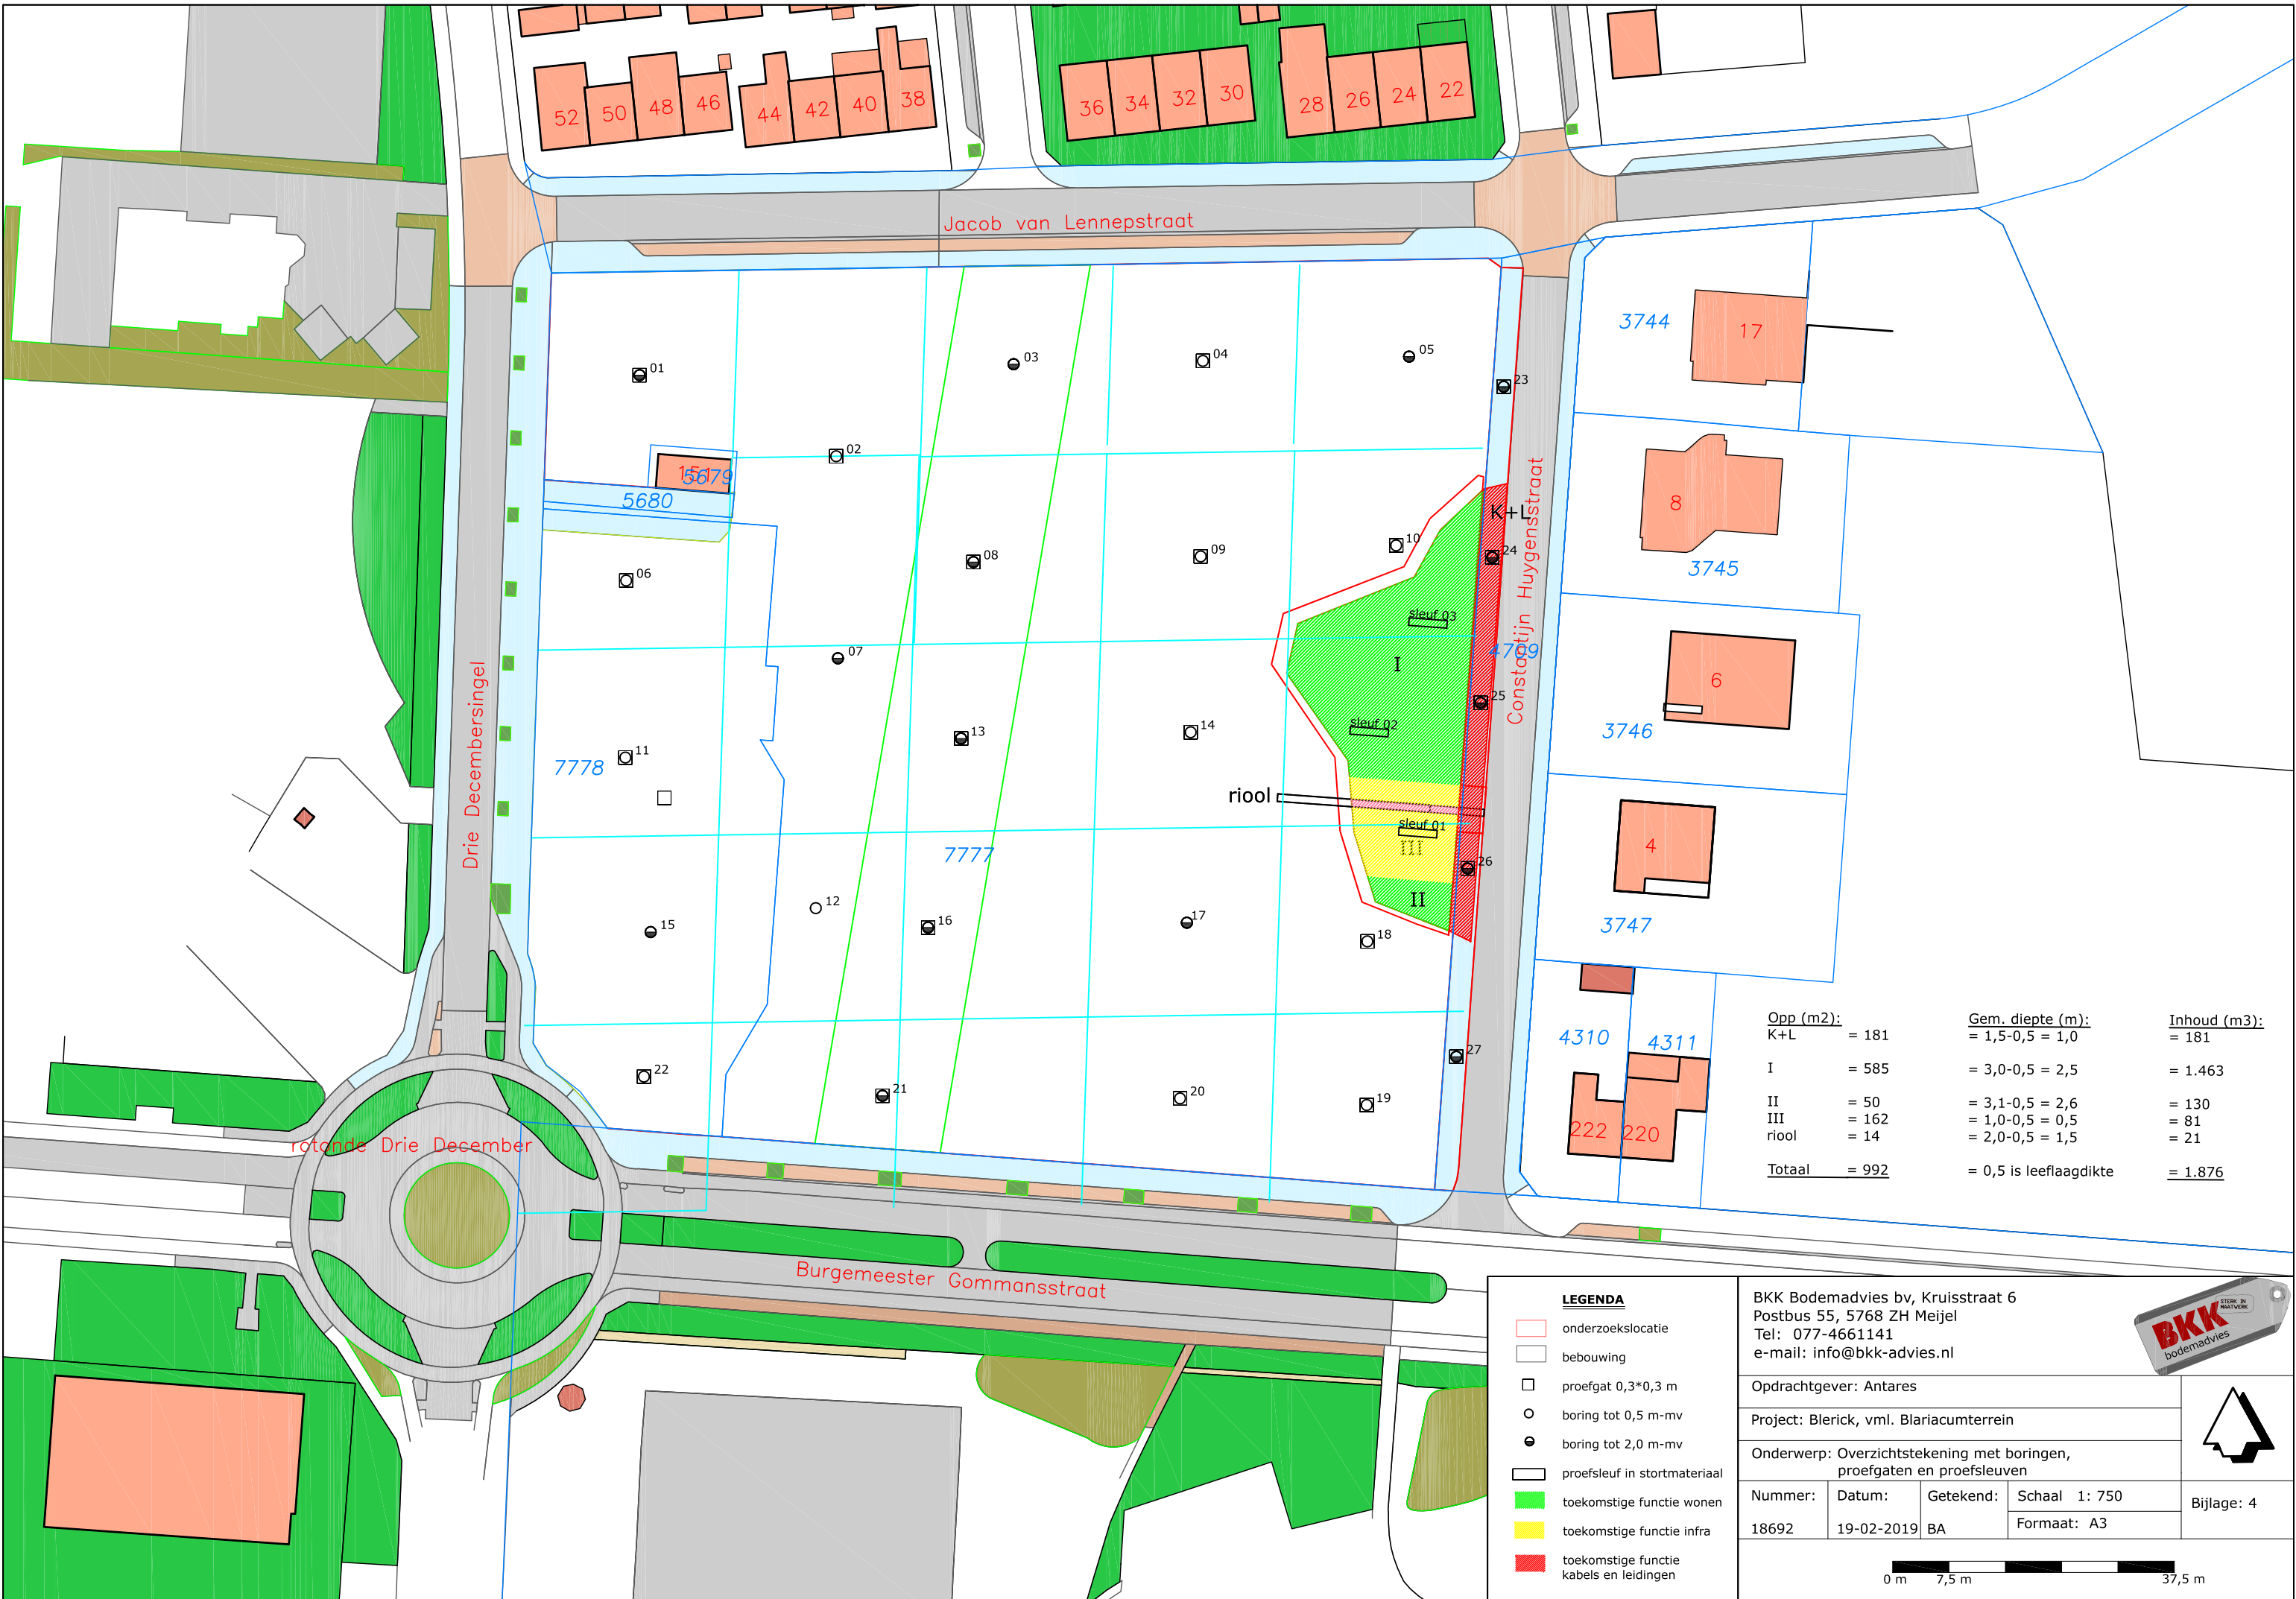 52 50 48 46 44 42 40 38
36 34 32 30 28 26 24 22
Jacob van Lennepstraat
3744
17
01
03
04
05
23
02
151
5679
5680
K+L
8
3745
06
08
09
10
24
sleuf 03
Constantijn Huygensstraat
4709
07
I
Drie Decembersingel
25
6
3746
11
7778
13
14
sleuf 02
riool
sleuf 01
III
7777
26
4
3747
15
12
16
17
18
II
4310
4311
27
22
21
20
19
222 220
rotonde Drie December
Burgemeester Gommansstraat
Opp (m2): Gem. diepte (m): Inhoud (m3):
K+L = 181 = 1,5-0,5 = 1,0 = 181
I = 585 = 3,0-0,5 = 2,5 = 1.463
II = 50 = 3,1-0,5 = 2,6 = 130
III = 162 = 1,0-0,5 = 0,5 = 81
riool = 14 = 2,0-0,5 = 1,5 = 21
Totaal = 992 = 0,5 is leeflaagdikte = 1.876
LEGENDA
onderzoekslocatie
bebouwing
proefgat 0,3*0,3 m
boring tot 0,5 m-mv
boring tot 2,0 m-mv
proefsleuf in stortmateriaal
toekomstige functie wonen
toekomstige functie infra
toekomstige functie
kabels en leidingen
BKK Bodemadvies bv, Kruisstraat 6
Postbus 55, 5768 ZH Meijel
Tel: 077-4661141
e-mail: info@bkk-advies.nl
BKK
STERK IN
MAATWERK
bodemadvies
Opdrachtgever: Antares
Project: Blerick, vml. Blariacumterrein
Onderwerp: Overzichtstekening met boringen,
proefgaten en proefsleuven
Nummer: Datum: Getekend: Schaal 1: 750
18692 19-02-2019 BA Formaat: A3
Bijlage: 4
0 m 7,5 m 37,5 m